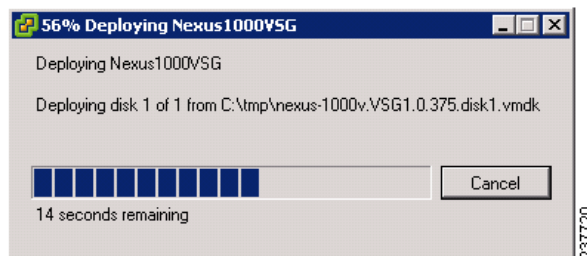 56% Deploying Nexus1000VSG
Deploying Nexus1000VSG
Deploying disk 1 of 1 from C:\tmp\nexus-1000v.VSG1.0.375.disk1.vmdk
Cancel
14 seconds remaining
237720